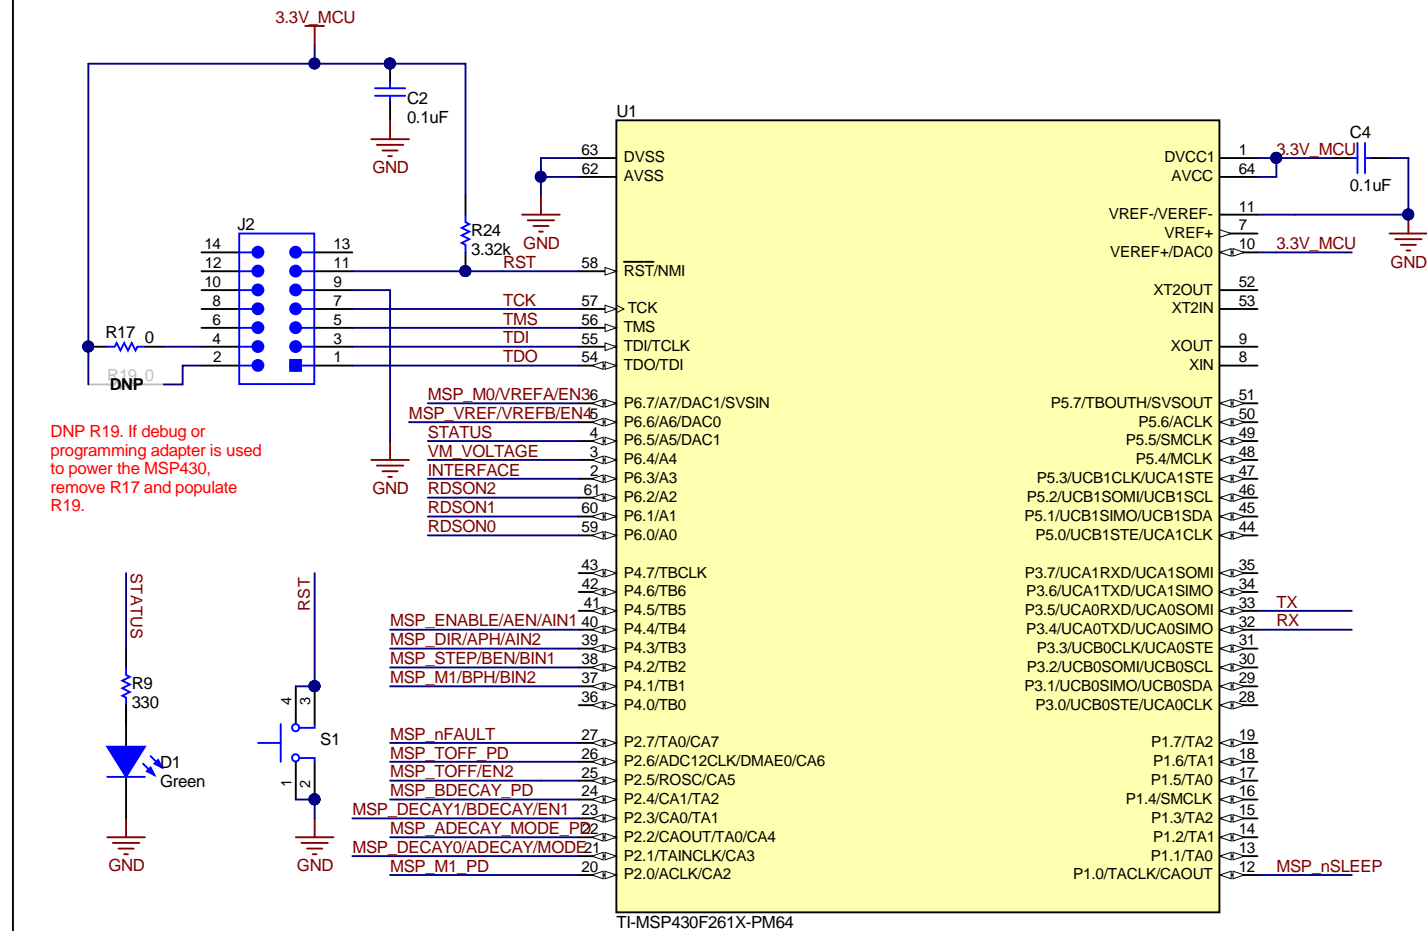 3.3V_MCU
C2
0.1uF
GND
R24
3.32k
J2
14 13
12 11
10 9
8 7
6 5
4 3
2 1
R17 0
R19 0
DNP
GND
DNP R19. If debug or
programming adapter is used
to power the MSP430,
remove R17 and populate
R19.
STATUS
R9
330
D1
Green
GND
RST
4 3
S1
1 2
GND
U1
63 DVSS
62 AVSS
GND
RST 58 RST/NMI
TCK 57 TCK
TMS 56 TMS
TDI 55 TDI/TCLK
TDO 54 TDO/TDI
MSP_M0/VREFA/EN3 6 P6.7/A7/DAC1/SVSIN
MSP_VREF/VREFB/EN4 5 P6.6/A6/DAC0
STATUS 4 P6.5/A5/DAC1
VM_VOLTAGE 3 P6.4/A4
INTERFACE 2 P6.3/A3
RDSON2 61 P6.2/A2
RDSON1 60 P6.1/A1
RDSON0 59 P6.0/A0
43 P4.7/TBCLK
42 P4.6/TB6
41 P4.5/TB5
MSP_ENABLE/AEN/AIN1 40 P4.4/TB4
MSP_DIR/APH/AIN2 39 P4.3/TB3
MSP_STEP/BEN/BIN1 38 P4.2/TB2
MSP_M1/BPH/BIN2 37 P4.1/TB1
36 P4.0/TB0
MSP_nFAULT 27 P2.7/TA0/CA7
MSP_TOFF_PD 26 P2.6/ADC12CLK/DMAE0/CA6
MSP_TOFF/EN2 25 P2.5/ROSC/CA5
MSP_BDECAY_PD 24 P2.4/CA1/TA2
MSP_DECAY1/BDECAY/EN1 23 P2.3/CA0/TA1
MSP_ADECAY_MODE_PD 22 P2.2/CAOUT/TA0/CA4
MSP_DECAY0/ADECAY/MODE 21 P2.1/TAINCLK/CA3
MSP_M1_PD 20 P2.0/ACLK/CA2
DVCC1 1 3.3V_MCU
AVCC 64
C4
0.1uF
VREF-/VEREF- 11
VREF+ 7
VEREF+/DAC0 10 3.3V_MCU
GND
XT2OUT 52
XT2IN 53
XOUT 9
XIN 8
P5.7/TBOUTH/SVSOUT 51
P5.6/ACLK 50
P5.5/SMCLK 49
P5.4/MCLK 48
P5.3/UCB1CLK/UCA1STE 47
P5.2/UCB1SOMI/UCB1SCL 46
P5.1/UCB1SIMO/UCB1SDA 45
P5.0/UCB1STE/UCA1CLK 44
P3.7/UCA1RXD/UCA1SOMI 35
P3.6/UCA1TXD/UCA1SIMO 34
P3.5/UCA0RXD/UCA0SOMI 33 TX
P3.4/UCA0TXD/UCA0SIMO 32 RX
P3.3/UCB0CLK/UCA0STE 31
P3.2/UCB0SOMI/UCB0SCL 30
P3.1/UCB0SIMO/UCB0SDA 29
P3.0/UCB0STE/UCA0CLK 28
P1.7/TA2 19
P1.6/TA1 18
P1.5/TA0 17
P1.4/SMCLK 16
P1.3/TA2 15
P1.2/TA1 14
P1.1/TA0 13
P1.0/TACLK/CAOUT 12 MSP_nSLEEP
TI-MSP430F261X-PM64